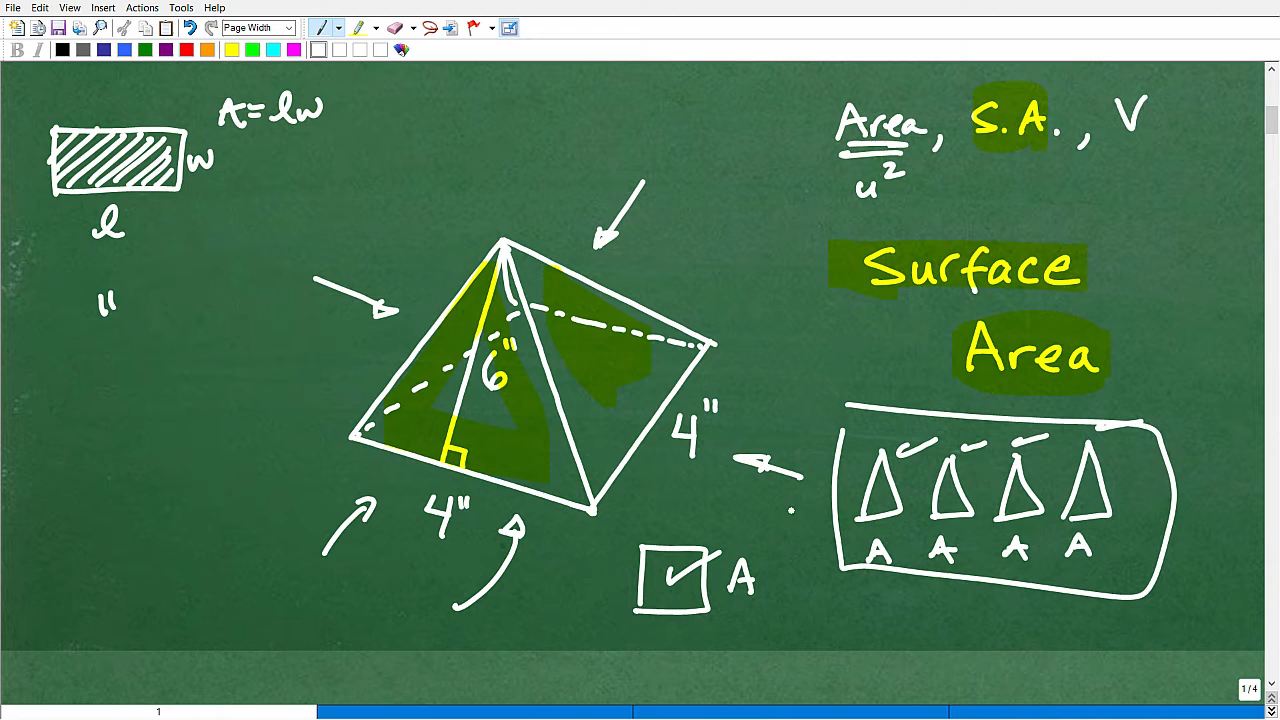 File Edit View Insert Actions Tools Help
Page Width
B I
A = lw
w
l
"
Area, S.A., V
u²
Surface
Area
6"
4"
4"
A A A A
A
1/4
1